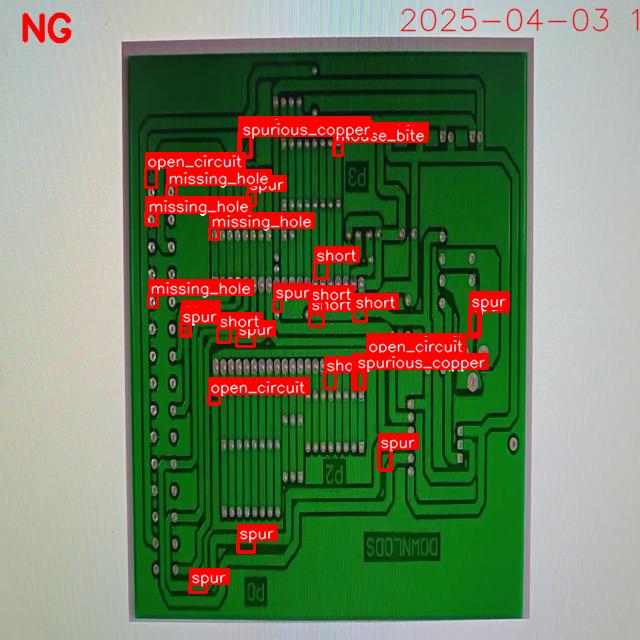 NG
2025-04-03 1
spurious_copper
mouse_bite
open_circuit
missing_hole
spur
P3
missing_hole
missing_hole
short
missing_hole
spur
short
short
short
spur
spur
short
spur
open_circuit
spurious_copper
open_circuit
spur
P2
spur
DOWNLODS
spur
P0